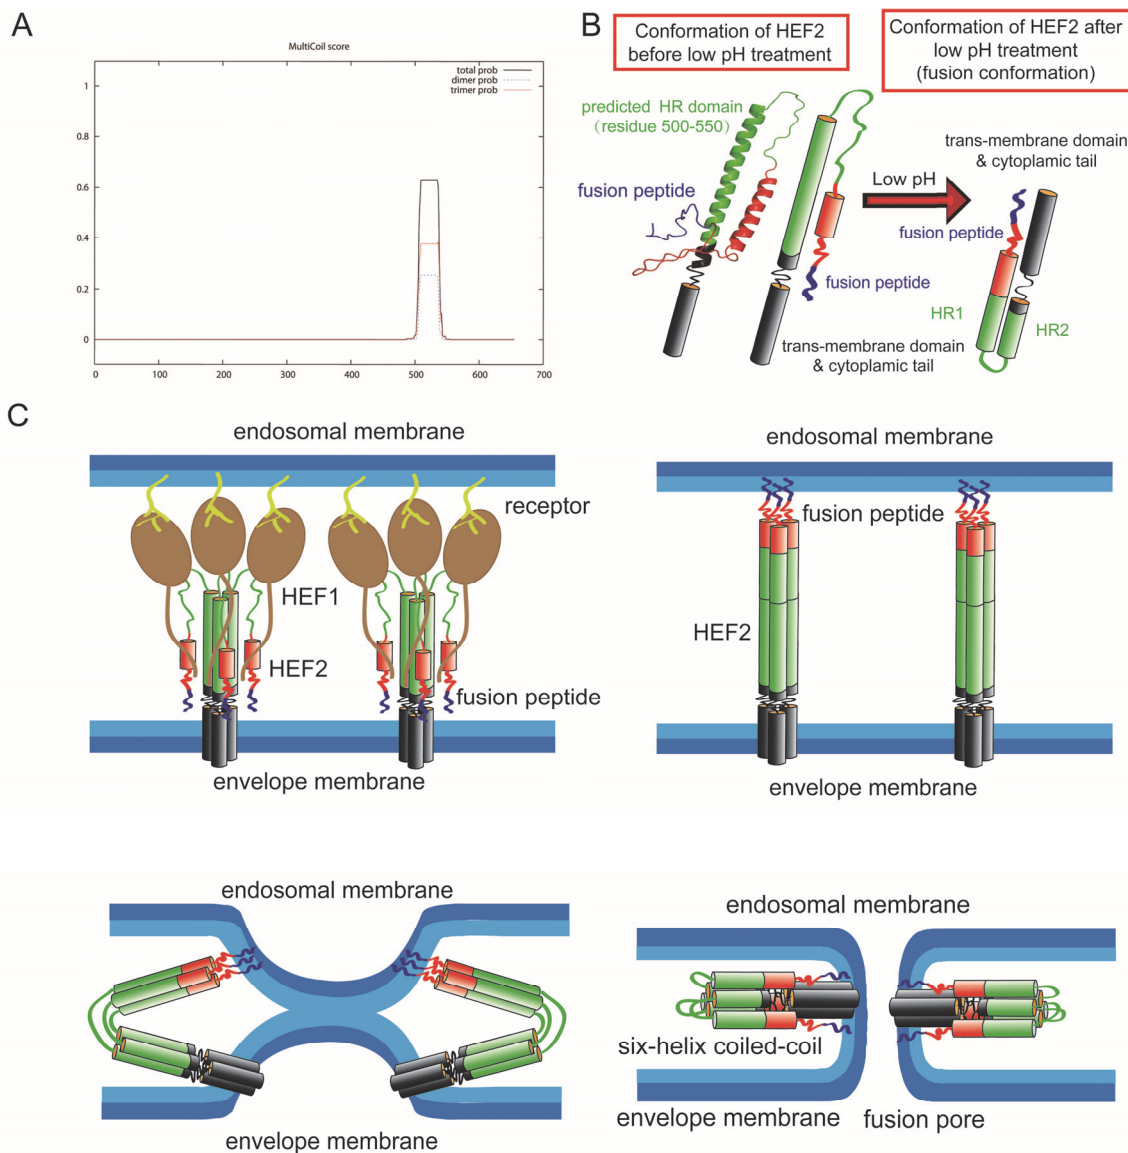 A
MultiCoil score
total prob
dimer prob
trimer prob
1
0.8
0.6
0.4
0.2
0
0 100 200 300 400 500 600 700
B
Conformation of HEF2
before low pH treatment
Conformation of HEF2 after
low pH treatment
(fusion conformation)
predicted HR domain
(residue 500-550)
fusion peptide
fusion peptide
trans-membrane domain
& cytoplamic tail
Low pH
trans-membrane domain
& cytoplamic tail
fusion peptide
HR1
HR2
C
endosomal membrane
receptor
HEF1
HEF2
fusion peptide
envelope membrane
endosomal membrane
fusion peptide
HEF2
envelope membrane
endosomal membrane
envelope membrane
endosomal membrane
six-helix coiled-coil
envelope membrane
fusion pore